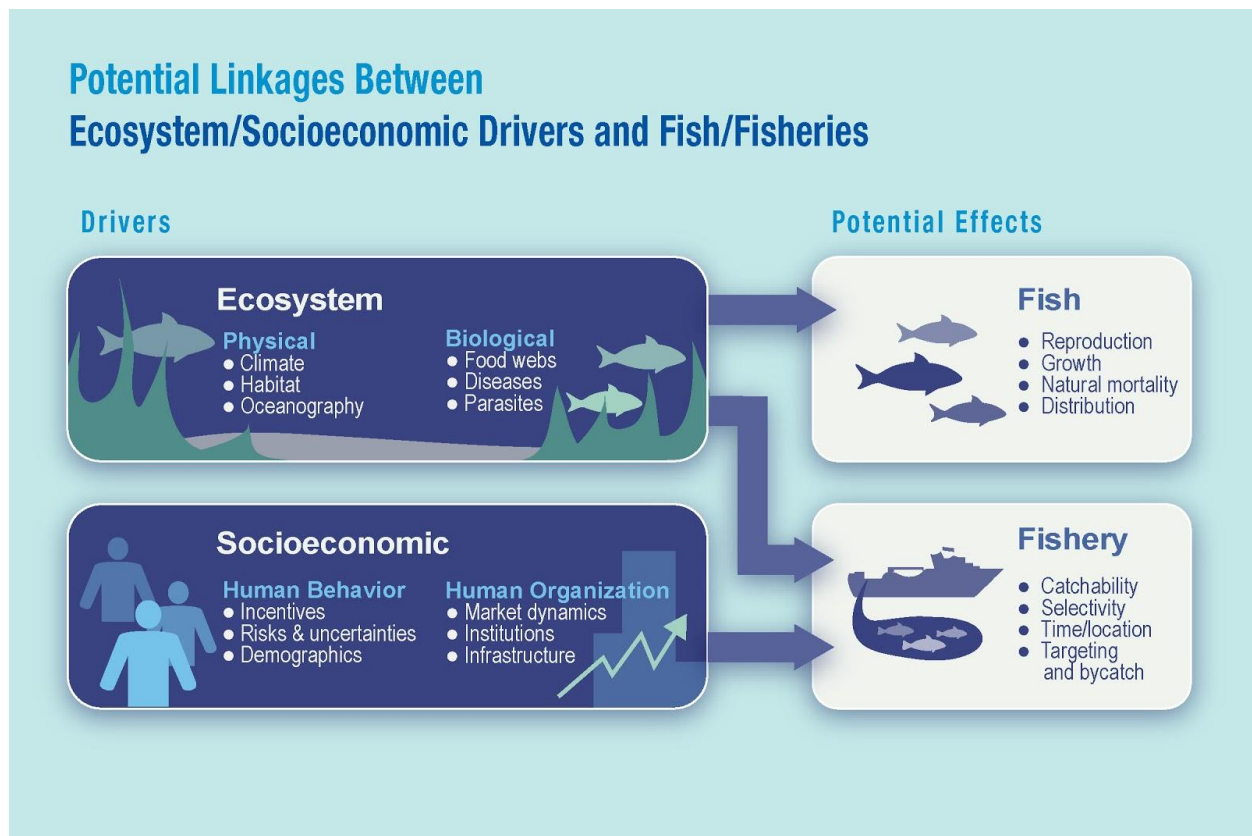 Potential Linkages Between
Ecosystem/Socioeconomic Drivers and Fish/Fisheries
Drivers
Ecosystem
Physical
● Climate
● Habitat
● Oceanography
Biological
● Food webs
● Diseases
● Parasites
Socioeconomic
Human Behavior
● Incentives
● Risks & uncertainties
● Demographics
Human Organization
● Market dynamics
● Institutions
● Infrastructure
Potential Effects
Fish
● Reproduction
● Growth
● Natural mortality
● Distribution
Fishery
● Catchability
● Selectivity
● Time/location
● Targeting
and bycatch